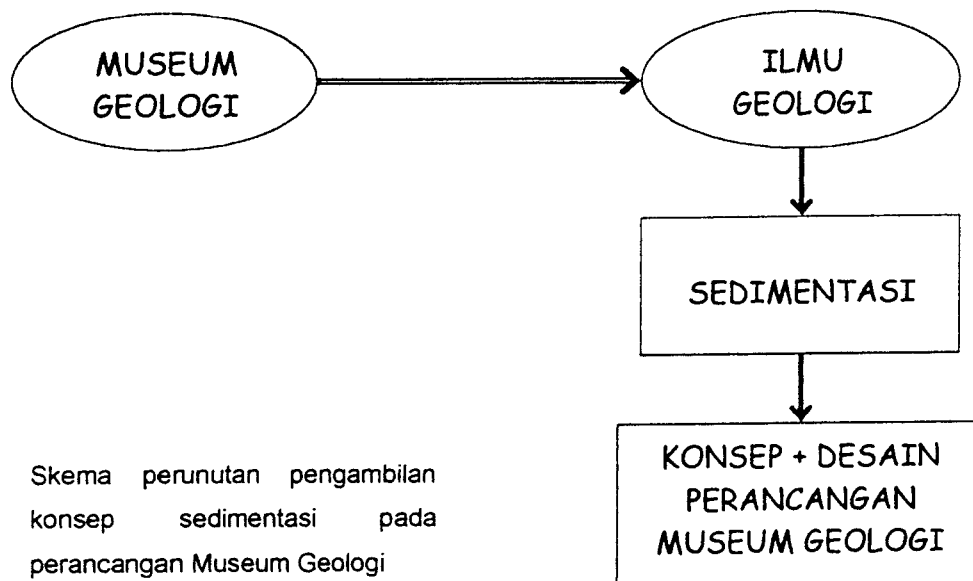 MUSEUM
GEOLOGI
ILMU
GEOLOGI
SEDIMENTASI
KONSEP + DESAIN
PERANCANGAN
MUSEUM GEOLOGI
Skema perunutan pengambilan
konsep sedimentasi pada
perancangan Museum Geologi